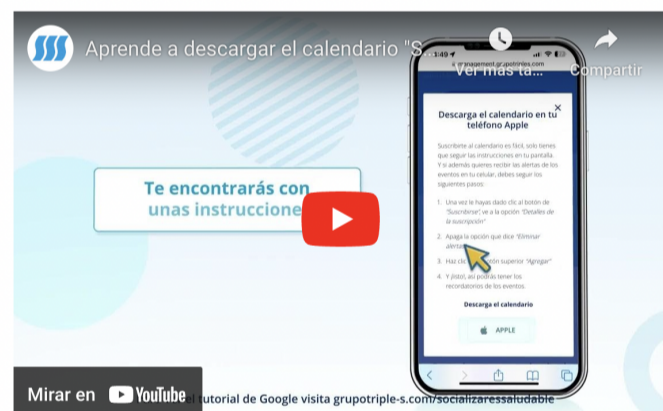 SSS
Aprende a descargar el calendario "S
Ver más ta...
Compartir
1:49
management.grupotriples.com
Descarga el calendario en tu
teléfono Apple
Suscribirte al calendario es fácil, solo tienes
que seguir las instrucciones en tu pantalla.
Y si además quieres recibir las alertas de los
eventos en tu celular, debes seguir los
siguientes pasos:
1. Una vez le hayas dado clic al botón de
"Suscribirse", ve a la opción "Detalles de
la suscripción"
2. Apaga la opción que dice "Eliminar
alertas
3. Haz clic botón superior "Agregar"
4. Y ¡listo!, así podrás tener los
recordatorios de los eventos.
Descarga el calendario
APPLE
Te encontrarás con
unas instruccione
Mirar en YouTube
el tutorial de Google visita grupotriple-s.com/socializaressaludable